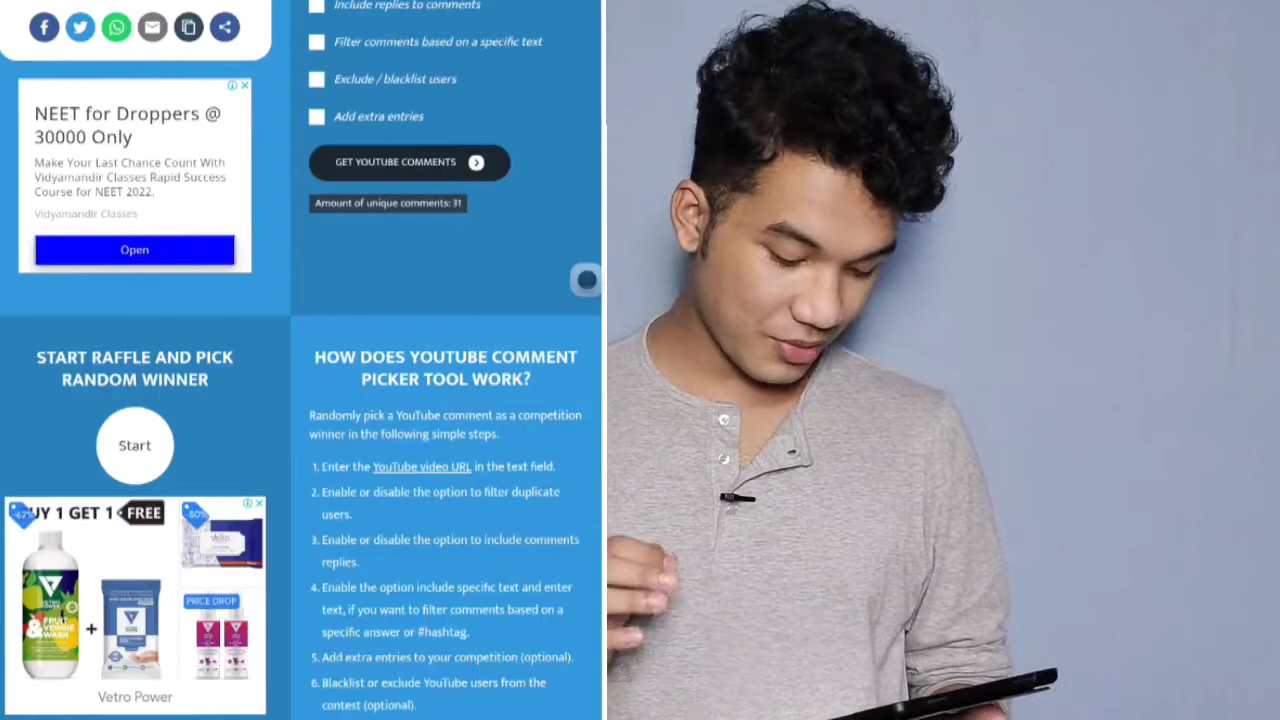 Include replies to comments
Filter comments based on a specific text
Exclude / blacklist users
Add extra entries
GET YOUTUBE COMMENTS
Amount of unique comments: 31
NEET for Droppers @
30000 Only
Make Your Last Chance Count With
Vidyamandir Classes Rapid Success
Course for NEET 2022.
Vidyamandir Classes
Open
START RAFFLE AND PICK
RANDOM WINNER
Start
UY 1 GET 1 FREE
-62%
-50%
VETRO
POWER
FRUIT
& VEGGIE
WASH
+
PRICE DROP
Vetro Power
HOW DOES YOUTUBE COMMENT
PICKER TOOL WORK?
Randomly pick a YouTube comment as a competition
winner in the following simple steps.
1. Enter the YouTube video URL in the text field.
2. Enable or disable the option to filter duplicate
users.
3. Enable or disable the option to include comments
replies.
4. Enable the option include specific text and enter
text, if you want to filter comments based on a
specific answer or #hashtag.
5. Add extra entries to your competition (optional).
6. Blacklist or exclude YouTube users from the
contest (optional).